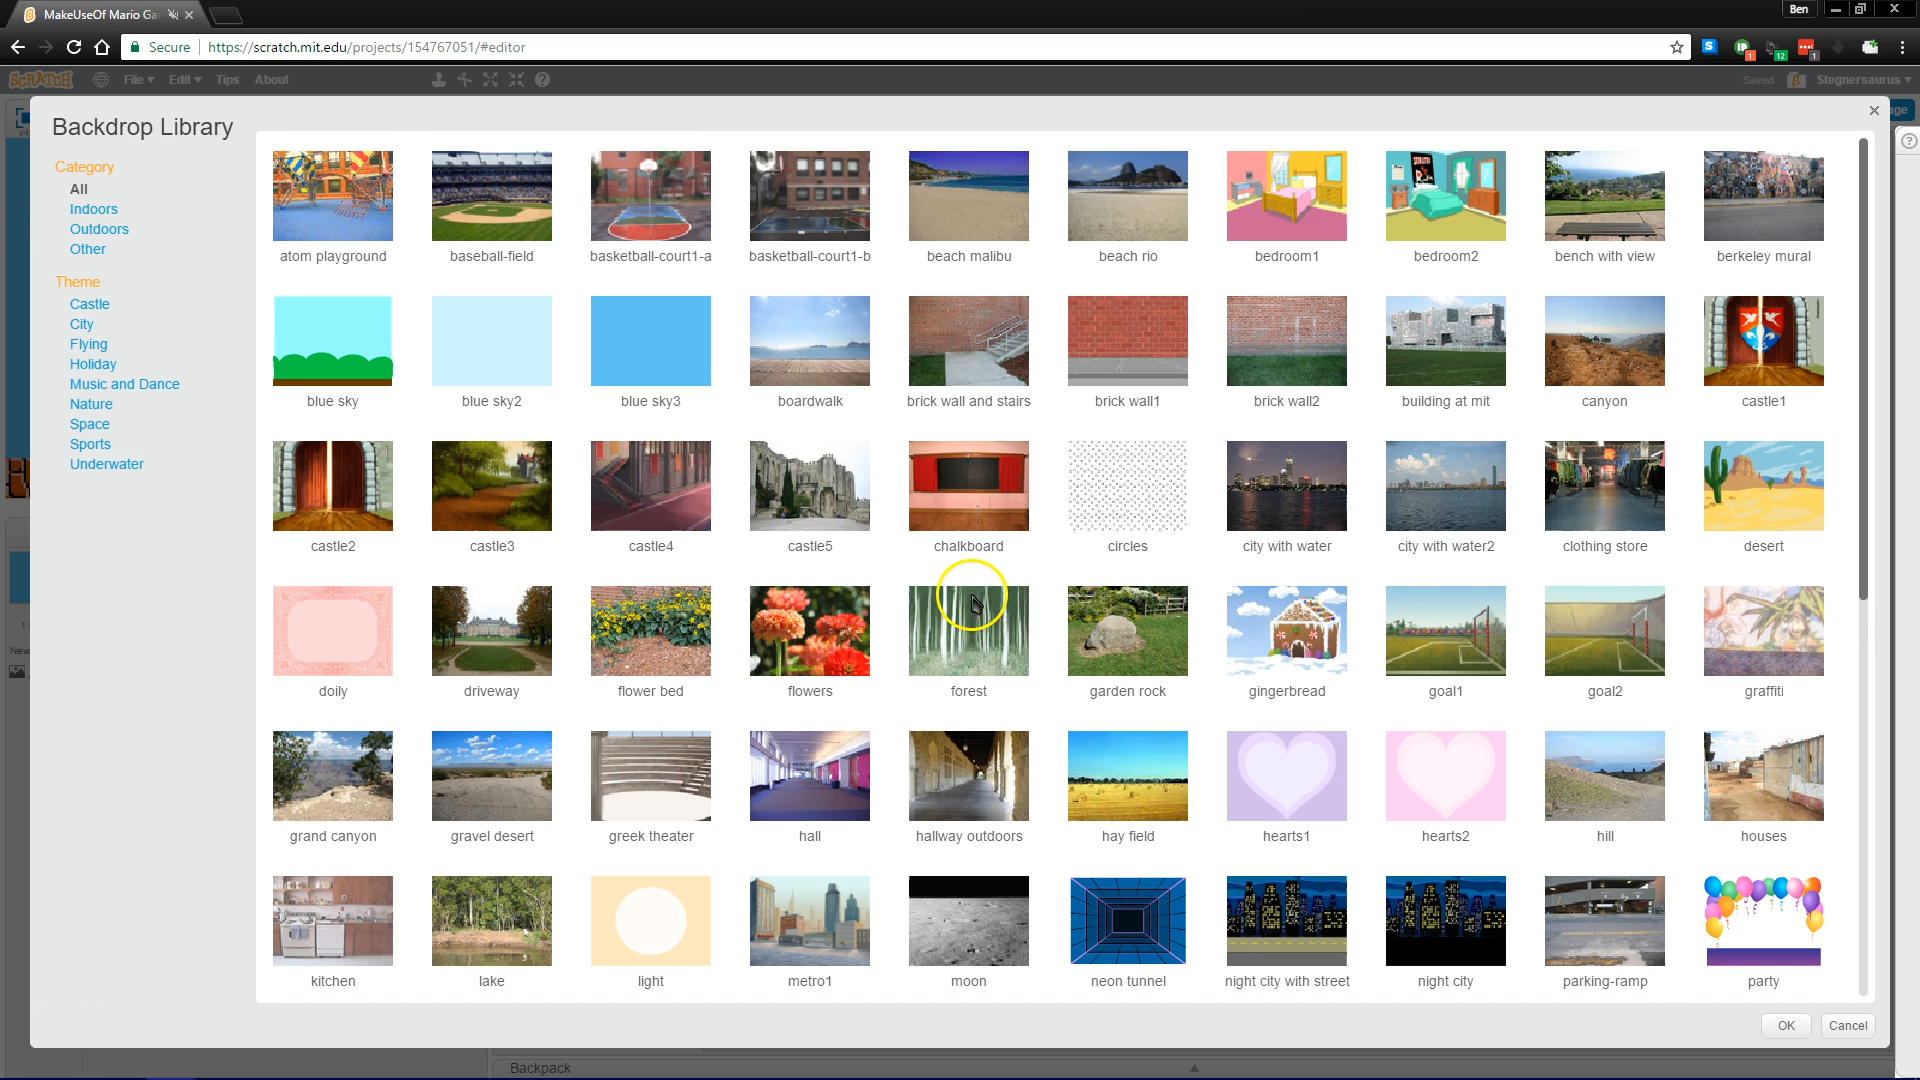 MakeUseOf Mario Ga
Ben
Secure
https://scratch.mit.edu/projects/154767051/#editor
S
1
12
1
SCRATCH
File
Edit
Tips
About
Saved
Stegnersaurus
Backdrop Library
Category
All
Indoors
Outdoors
Other
Theme
Castle
City
Flying
Holiday
Music and Dance
Nature
Space
Sports
Underwater
atom playground
baseball-field
basketball-court1-a
basketball-court1-b
beach malibu
beach rio
bedroom1
bedroom2
bench with view
berkeley mural
blue sky
blue sky2
blue sky3
boardwalk
brick wall and stairs
brick wall1
brick wall2
building at mit
canyon
castle1
castle2
castle3
castle4
castle5
chalkboard
circles
city with water
city with water2
clothing store
desert
doily
driveway
flower bed
flowers
forest
garden rock
gingerbread
goal1
goal2
graffiti
grand canyon
gravel desert
greek theater
hall
hallway outdoors
hay field
hearts1
hearts2
hill
houses
kitchen
lake
light
metro1
moon
neon tunnel
night city with street
night city
parking-ramp
party
New
OK
Cancel
Backpack